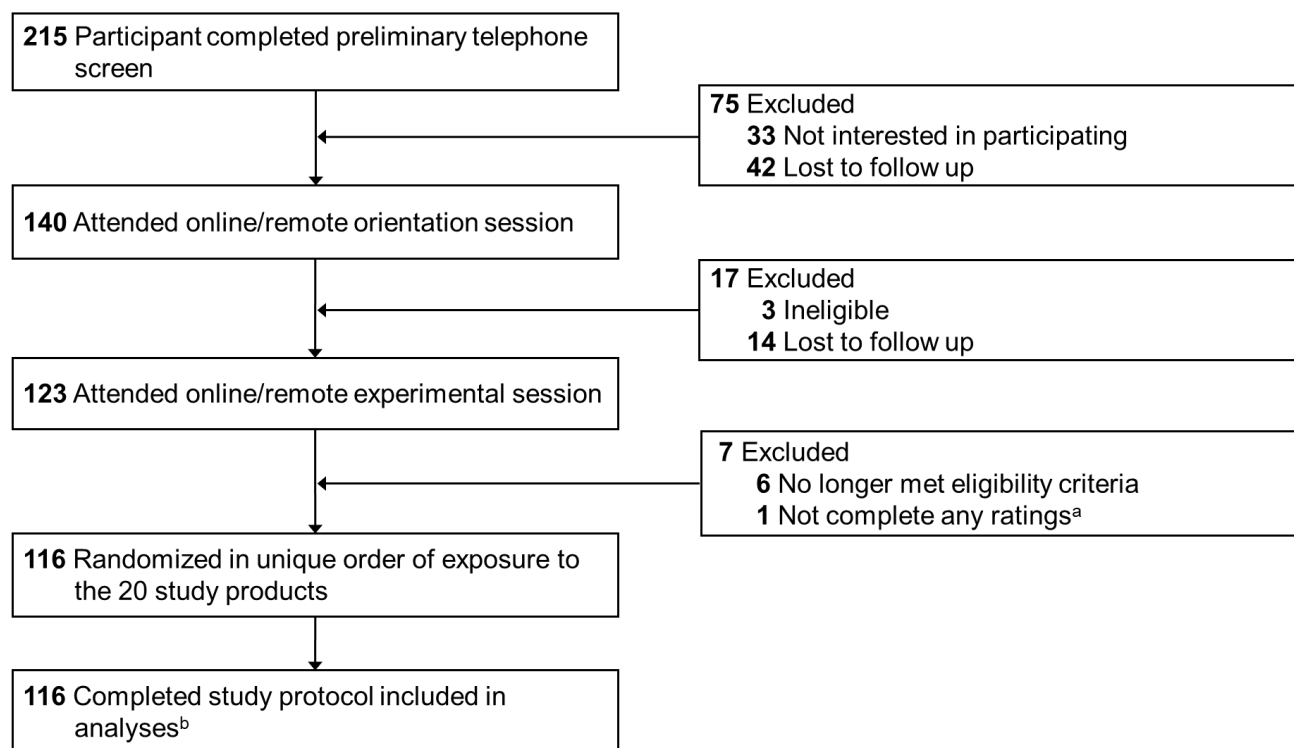 215 Participant completed preliminary telephone
screen
75 Excluded
33 Not interested in participating
42 Lost to follow up
140 Attended online/remote orientation session
17 Excluded
3 Ineligible
14 Lost to follow up
123 Attended online/remote experimental session
7 Excluded
6 No longer met eligibility criteria
1 Not complete any ratingsᵃ
116 Randomized in unique order of exposure to
the 20 study products
116 Completed study protocol included in
analysesᵇ